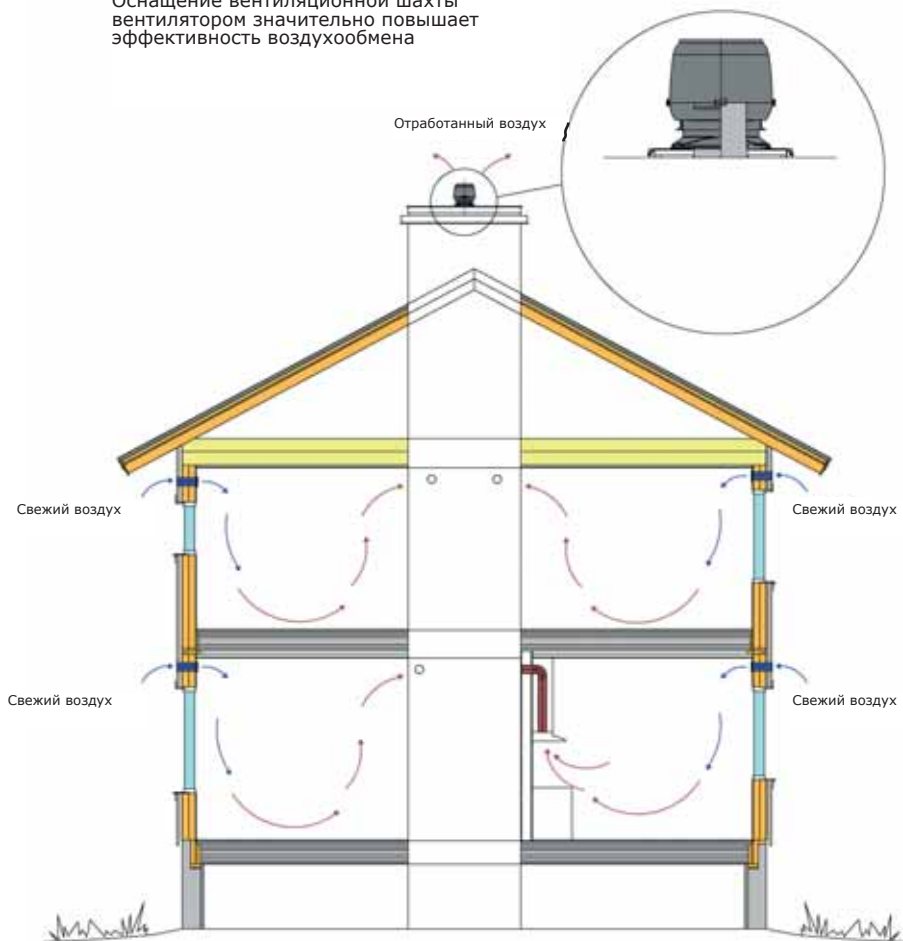 Оснащение вентиляционной шахты
вентилятором значительно повышает
эффективность воздухообмена
Отработанный воздух
Свежий воздух
Свежий воздух
Свежий воздух
Свежий воздух